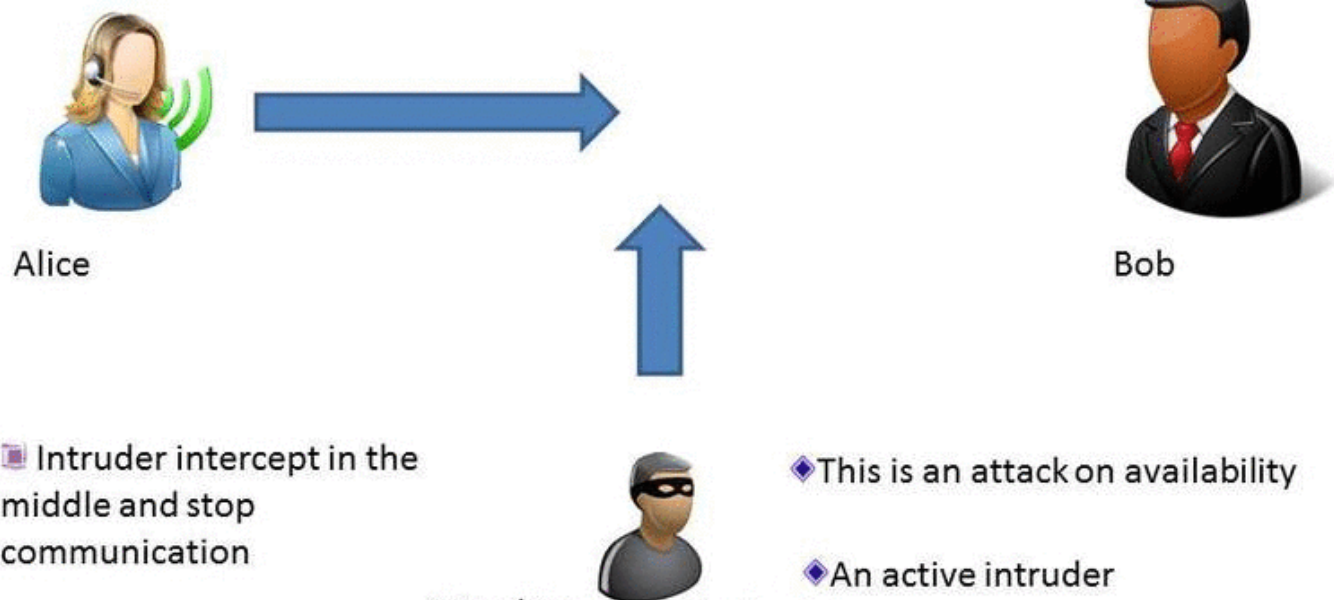 Alice
Bob
Intruder intercept in the
middle and stop
communication
This is an attack on availability
An active intruder